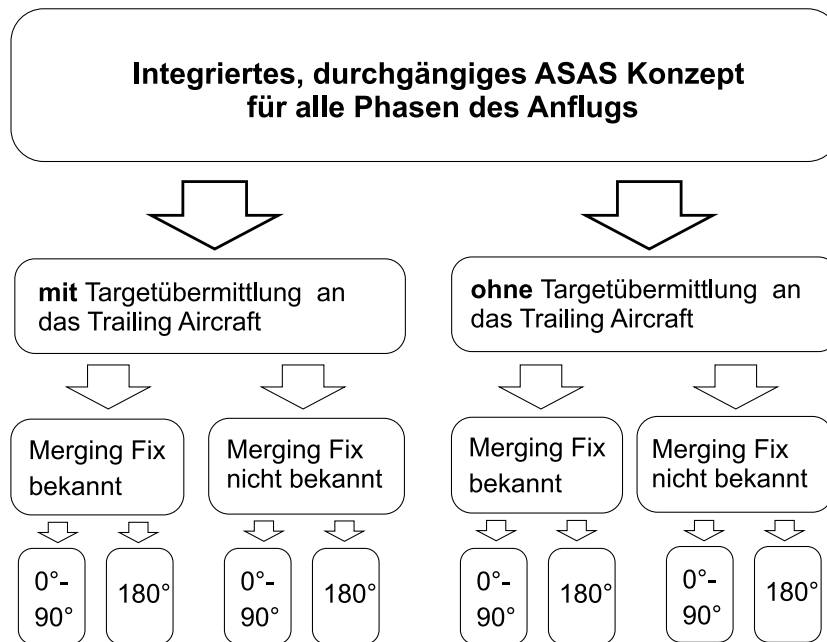 Integriertes, durchgängiges ASAS Konzept
für alle Phasen des Anflugs
mit Targetübermittlung an
das Trailing Aircraft
ohne Targetübermittlung an
das Trailing Aircraft
Merging Fix
bekannt
Merging Fix
nicht bekannt
Merging Fix
bekannt
Merging Fix
nicht bekannt
0°-
90°
180°
0°-
90°
180°
0°-
90°
180°
0°-
90°
180°